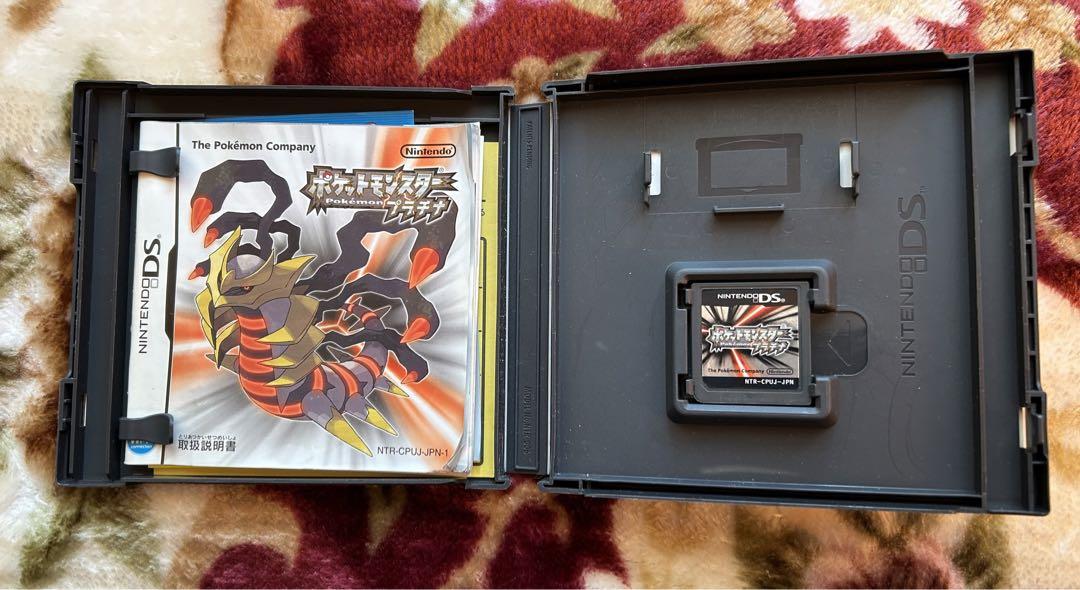 The Pokémon Company
Nintendo
ポケットモンスター
Pokémon
プラチナ
NINTENDO DS
とりあつかいせつめいしょ
取扱説明書
NTR-CPUJ-JPN-1
NINTENDO DS
NINTENDO DS
ポケットモンスター
Pokémon
プラチナ
The Pokémon Company
Nintendo
NTR-CPUJ-JPN